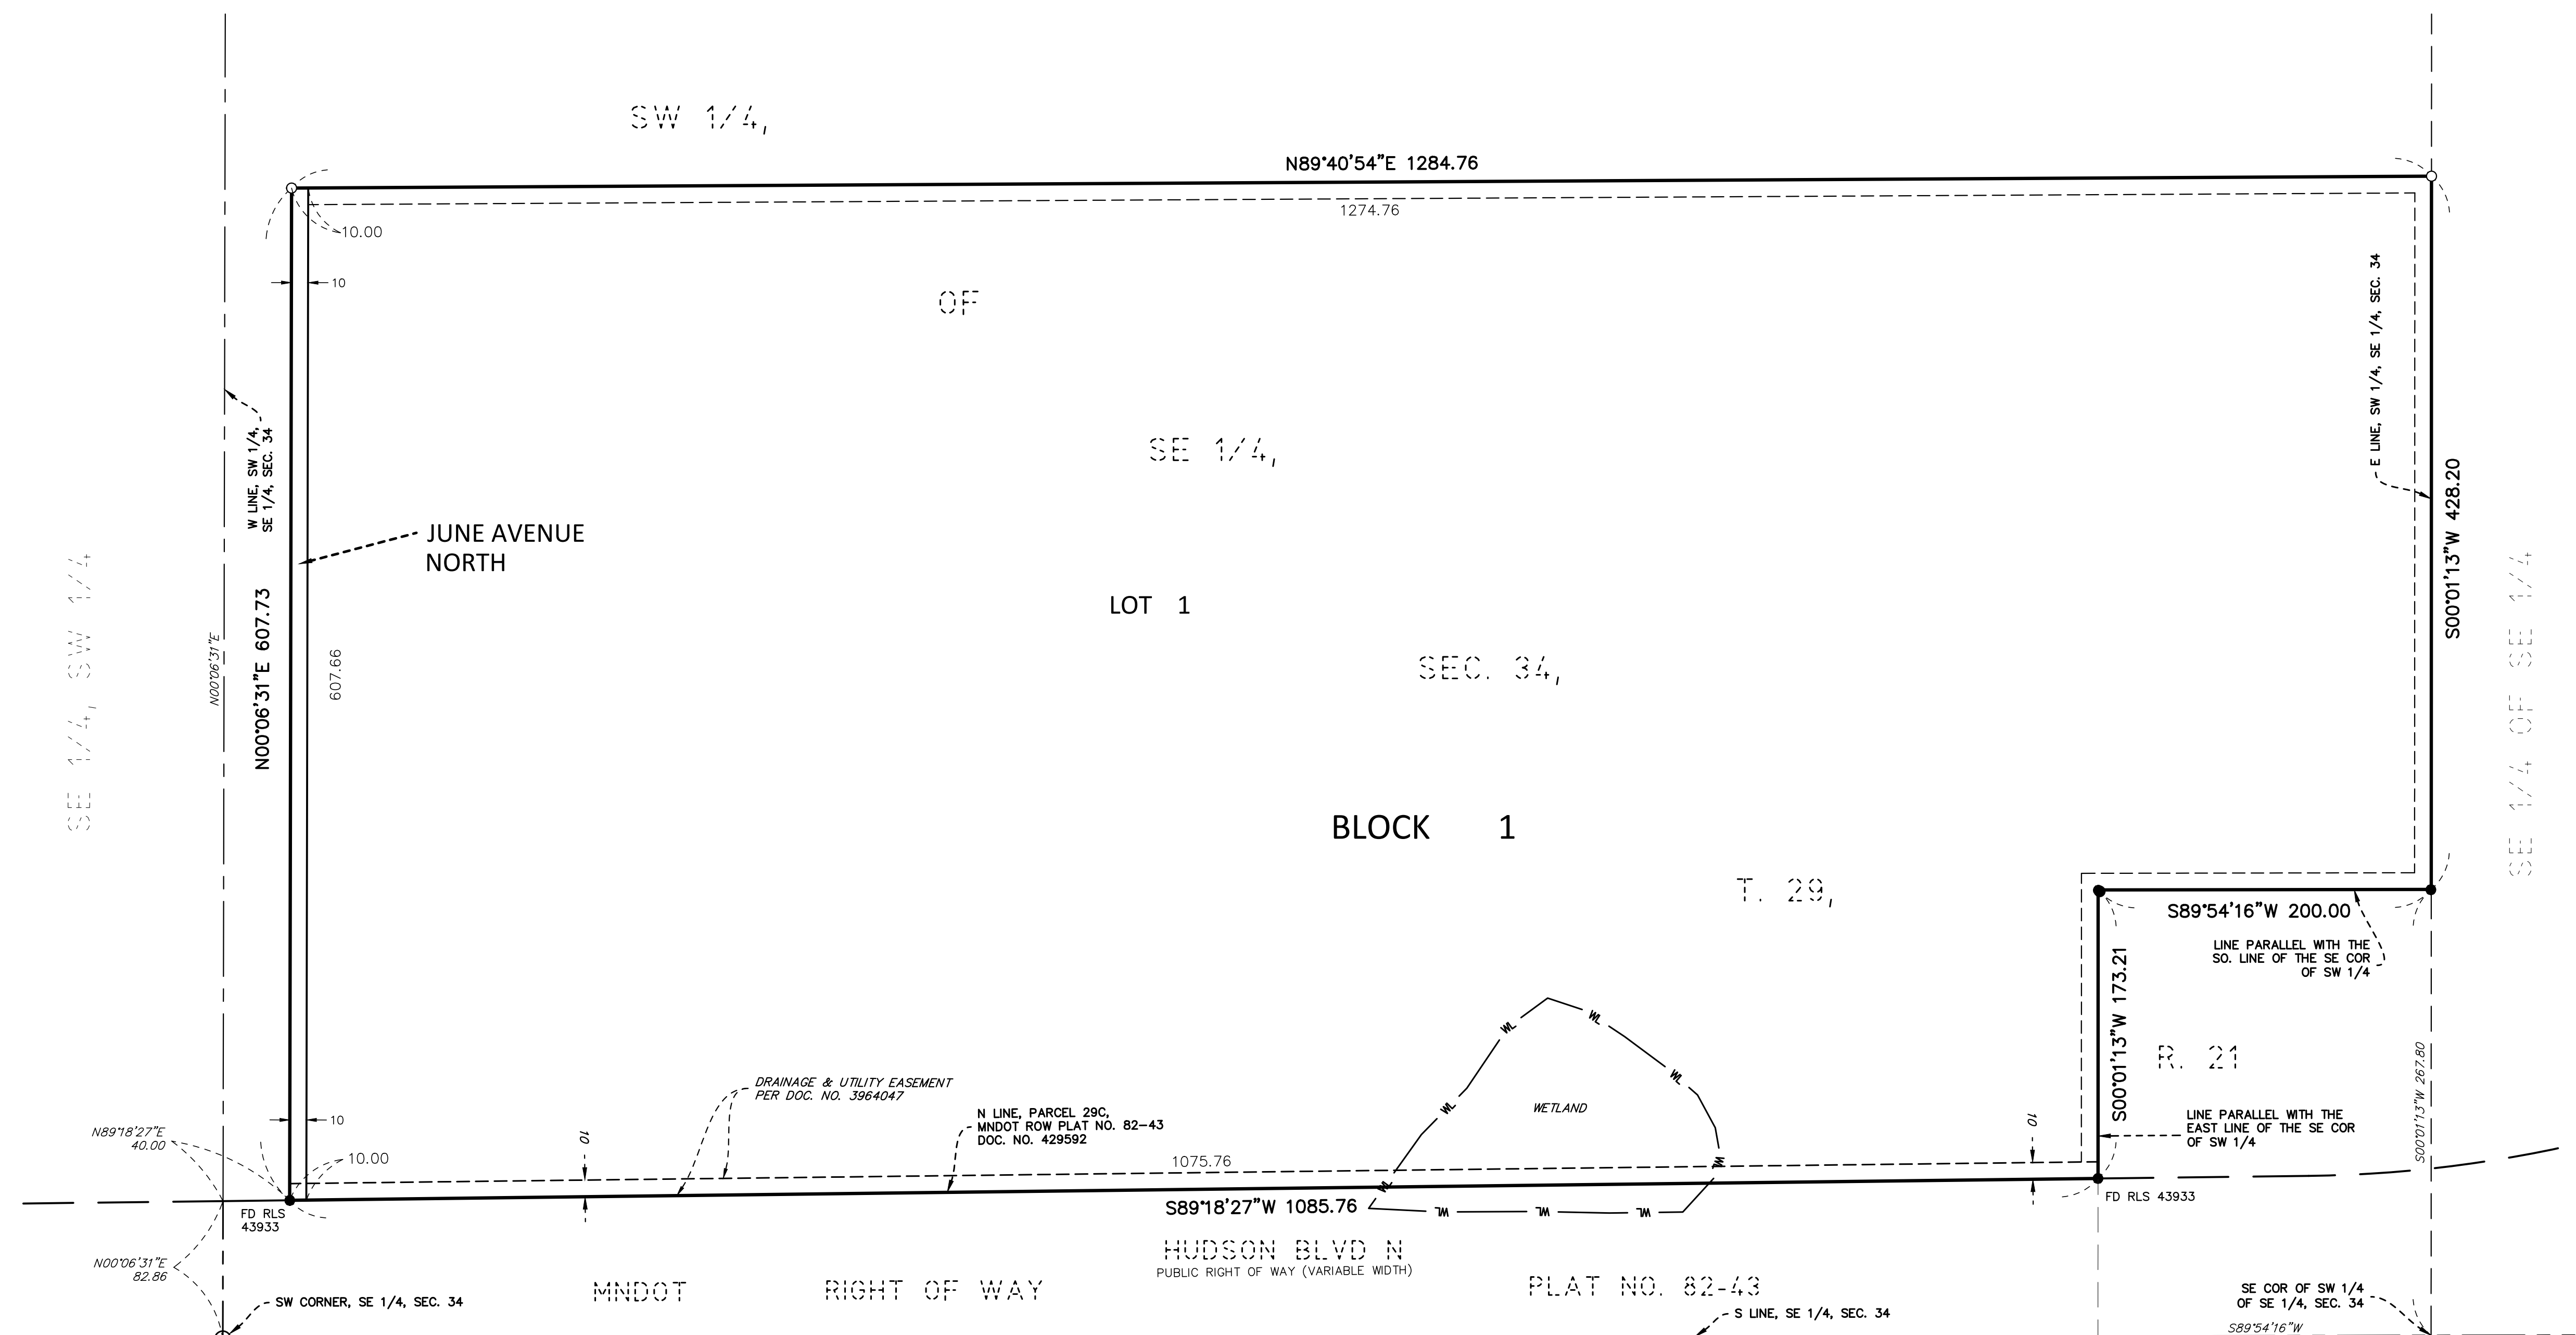 SW 1/4,
N89°40'54"E 1284.76
1274.76
10.00
10
OF
E LINE, SW 1/4, SE 1/4, SEC. 34
W LINE, SW 1/4,
SE 1/4, SEC. 34
SE 1/4,
S00°01'13"W 428.20
JUNE AVENUE
NORTH
SE 1/4, SW 1/4
SE 1/4 OF SE 1/4
N00°06'31"E
N00°06'31"E 607.73
607.66
LOT 1
SEC. 34,
BLOCK 1
T. 29,
S89°54'16"W 200.00
LINE PARALLEL WITH THE
SO. LINE OF THE SE COR
OF SW 1/4
S00°01'13"W 173.21
R. 21
S00°01'13"W 267.80
WL
WL
WL
WL
WL
WL
WL
WL
WL
WETLAND
DRAINAGE & UTILITY EASEMENT
PER DOC. NO. 3964047
N LINE, PARCEL 29C,
MNDOT ROW PLAT NO. 82-43
DOC. NO. 429592
LINE PARALLEL WITH THE
EAST LINE OF THE SE COR
OF SW 1/4
10
10
10
N89°18'27"E
40.00
10.00
1075.76
S89°18'27"W 1085.76
FD RLS
43933
FD RLS 43933
HUDSON BLVD N
PUBLIC RIGHT OF WAY (VARIABLE WIDTH)
N00°06'31"E
82.86
MNDOT RIGHT OF WAY PLAT NO. 82-43
SW CORNER, SE 1/4, SEC. 34
S LINE, SE 1/4, SEC. 34
SE COR OF SW 1/4
OF SE 1/4, SEC. 34
S89°54'16"W